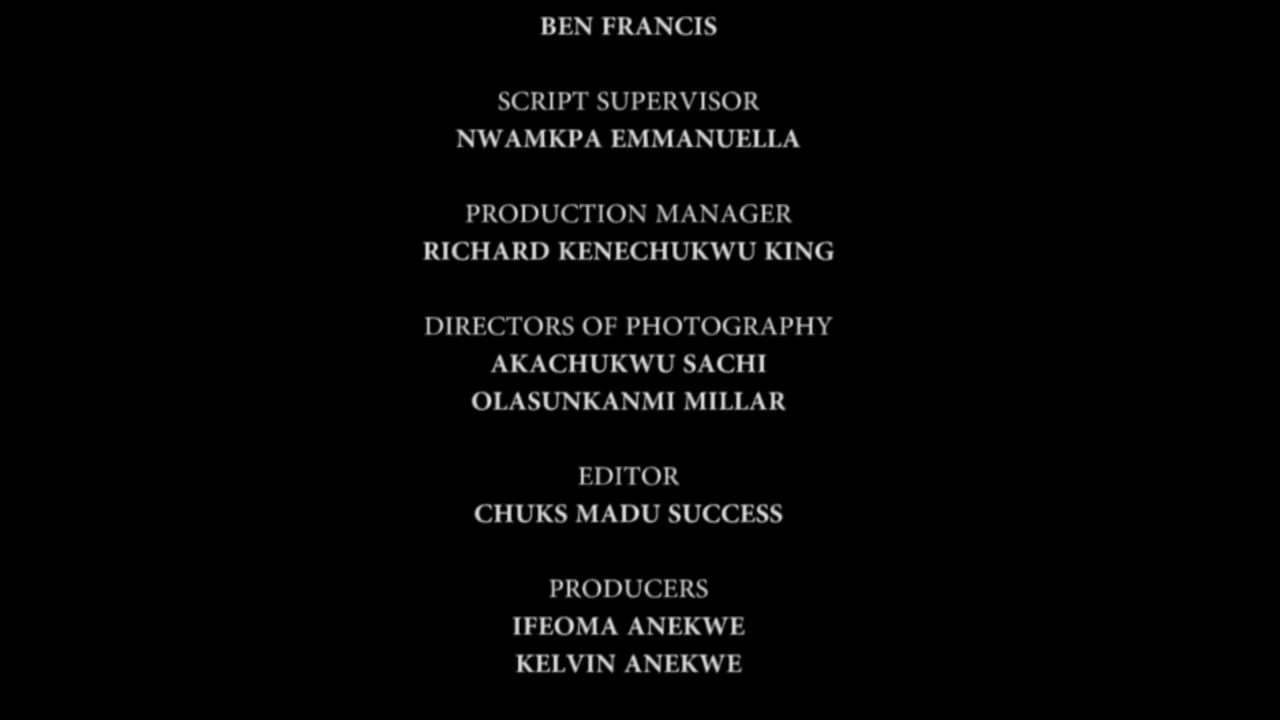 BEN FRANCIS
SCRIPT SUPERVISOR
NWAMKPA EMMANUELLA
PRODUCTION MANAGER
RICHARD KENECHUKWU KING
DIRECTORS OF PHOTOGRAPHY
AKACHUKWU SACHI
OLASUNKANMI MILLAR
EDITOR
CHUKS MADU SUCCESS
PRODUCERS
IFEOMA ANEKWE
KELVIN ANEKWE